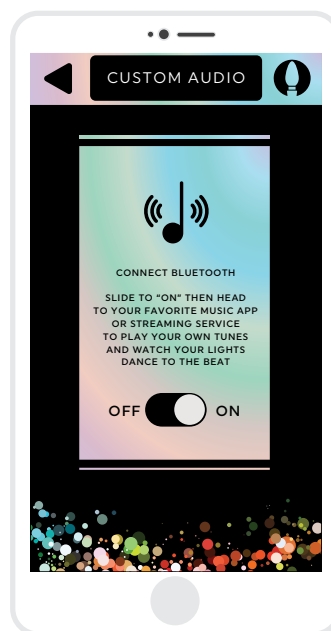 CUSTOM AUDIO
CONNECT BLUETOOTH
SLIDE TO “ON” THEN HEAD
TO YOUR FAVORITE MUSIC APP
OR STREAMING SERVICE
TO PLAY YOUR OWN TUNES
AND WATCH YOUR LIGHTS
DANCE TO THE BEAT
OFF ON